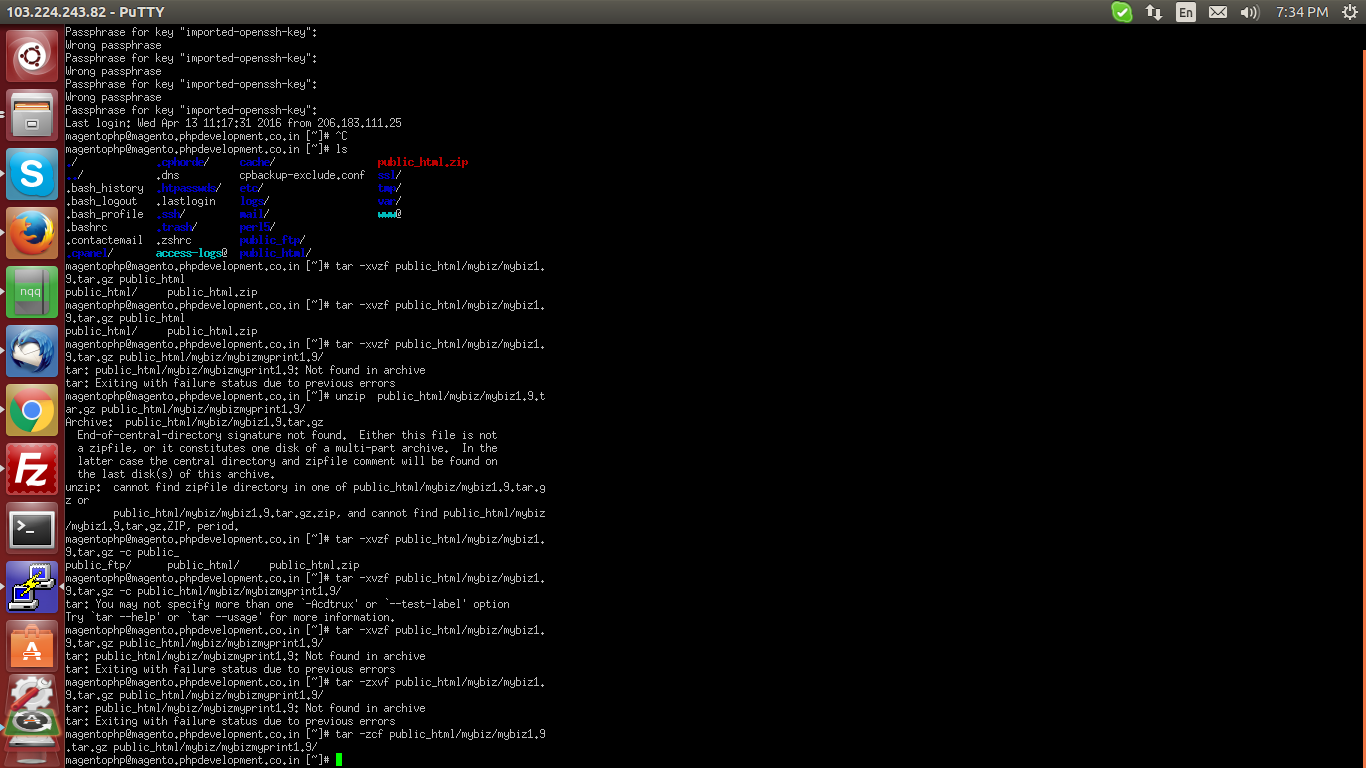 103.224.243.82 - PuTTY
En
7:34 PM
Passphrase for key "imported-openssh-key":
Wrong passphrase
Passphrase for key "imported-openssh-key":
Wrong passphrase
Passphrase for key "imported-openssh-key":
Wrong passphrase
Passphrase for key "imported-openssh-key":
Last login: Wed Apr 13 11:17:31 2016 from 206.183.111.25
magentophp@magento.phpdevelopment.co.in [~]# ^C
magentophp@magento.phpdevelopment.co.in [~]# ls
./ .cphorde/ cache/ public_html.zip
../ .dns cpbackup-exclude.conf ssl/
.bash_history .htpasswds/ etc/ tmp/
.bash_logout .lastlogin logs/ var/
.bash_profile .ssh/ mail/ www@
.bashrc .trash/ perl5/
.contactemail .zshrc public_ftp/
.cpanel/ access-logs@ public_html/
magentophp@magento.phpdevelopment.co.in [~]# tar -xvzf public_html/mybiz/mybiz1.
9.tar.gz public_html
public_html/ public_html.zip
magentophp@magento.phpdevelopment.co.in [~]# tar -xvzf public_html/mybiz/mybiz1.
9.tar.gz public_html
public_html/ public_html.zip
magentophp@magento.phpdevelopment.co.in [~]# tar -xvzf public_html/mybiz/mybiz1.
9.tar.gz public_html/mybiz/mybizmyprint1.9/
tar: public_html/mybiz/mybizmyprint1.9: Not found in archive
tar: Exiting with failure status due to previous errors
magentophp@magento.phpdevelopment.co.in [~]# unzip  public_html/mybiz/mybiz1.9.t
ar.gz public_html/mybiz/mybizmyprint1.9/
Archive:  public_html/mybiz/mybiz1.9.tar.gz
End-of-central-directory signature not found.  Either this file is not
a zipfile, or it constitutes one disk of a multi-part archive.  In the
latter case the central directory and zipfile comment will be found on
the last disk(s) of this archive.
unzip:  cannot find zipfile directory in one of public_html/mybiz/mybiz1.9.tar.g
z or
public_html/mybiz/mybiz1.9.tar.gz.zip, and cannot find public_html/mybiz
/mybiz1.9.tar.gz.ZIP, period.
magentophp@magento.phpdevelopment.co.in [~]# tar -xvzf public_html/mybiz/mybiz1.
9.tar.gz -c public_
public_ftp/ public_html/ public_html.zip
magentophp@magento.phpdevelopment.co.in [~]# tar -xvzf public_html/mybiz/mybiz1.
9.tar.gz -c public_html/mybiz/mybizmyprint1.9/
tar: You may not specify more than one `-Acdtrux' or `--test-label' option
Try `tar --help' or `tar --usage' for more information.
magentophp@magento.phpdevelopment.co.in [~]# tar -xvzf public_html/mybiz/mybiz1.
9.tar.gz public_html/mybiz/mybizmyprint1.9/
tar: public_html/mybiz/mybizmyprint1.9: Not found in archive
tar: Exiting with failure status due to previous errors
magentophp@magento.phpdevelopment.co.in [~]# tar -zxvf public_html/mybiz/mybiz1.
9.tar.gz public_html/mybiz/mybizmyprint1.9/
tar: public_html/mybiz/mybizmyprint1.9: Not found in archive
tar: Exiting with failure status due to previous errors
magentophp@magento.phpdevelopment.co.in [~]# tar -zcf public_html/mybiz/mybiz1.9
.tar.gz public_html/mybiz/mybizmyprint1.9/
magentophp@magento.phpdevelopment.co.in [~]#
S
nqq
FZ
>_
A